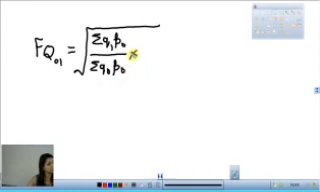 FQ₀₁ = √(Σq₁p₀ / Σq₀p₀ ×